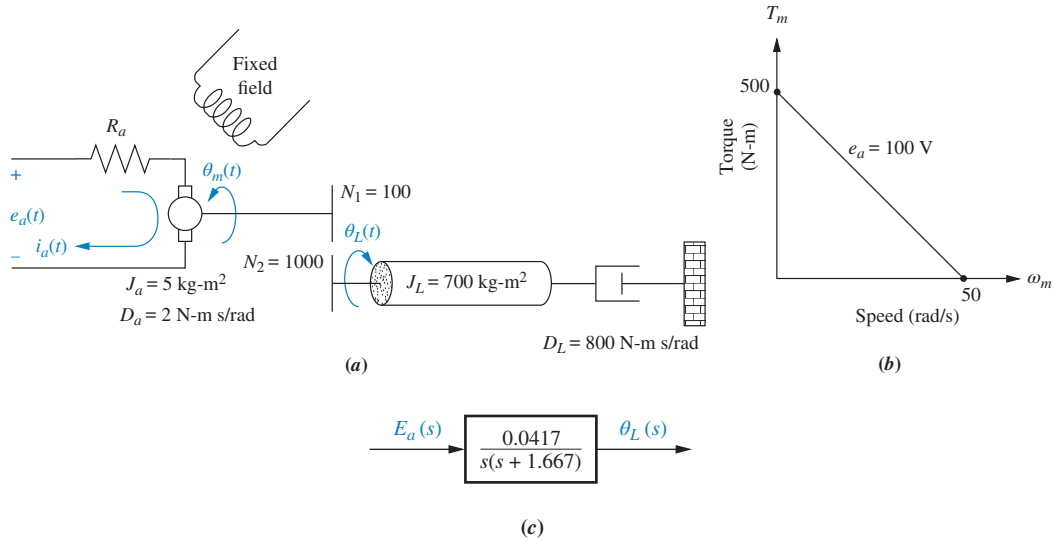 R_a
+
e_a(t)
−
i_a(t)
θ_m(t)
Fixed
field
N_1 = 100
θ_L(t)
N_2 = 1000
J_a = 5 kg-m²
D_a = 2 N-m s/rad
J_L = 700 kg-m²
D_L = 800 N-m s/rad
(a)
T_m
500
Torque
(N-m)
e_a = 100 V
50
ω_m
Speed (rad/s)
(b)
E_a(s)
0.0417
s(s + 1.667)
θ_L(s)
(c)